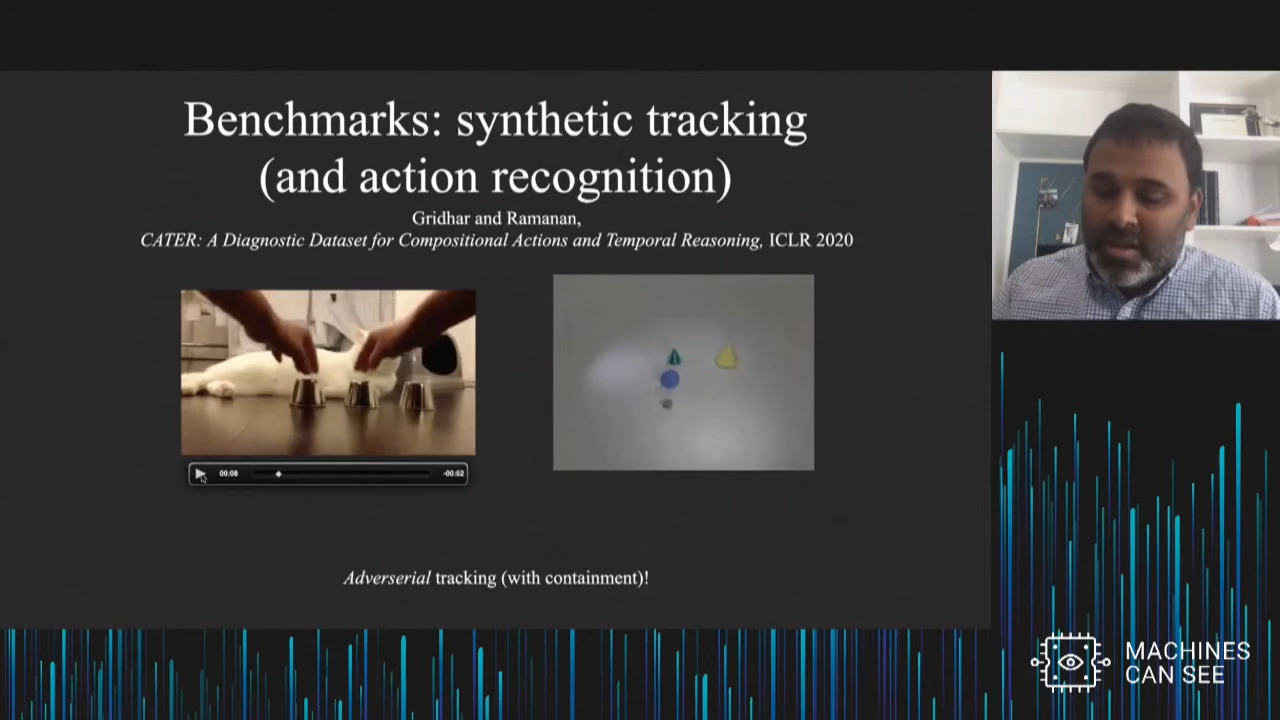 Benchmarks: synthetic tracking
(and action recognition)
Gridhar and Ramanan,
CATER: A Diagnostic Dataset for Compositional Actions and Temporal Reasoning, ICLR 2020
00:08
-00:52
Adverserial tracking (with containment)!
MACHINES
CAN SEE